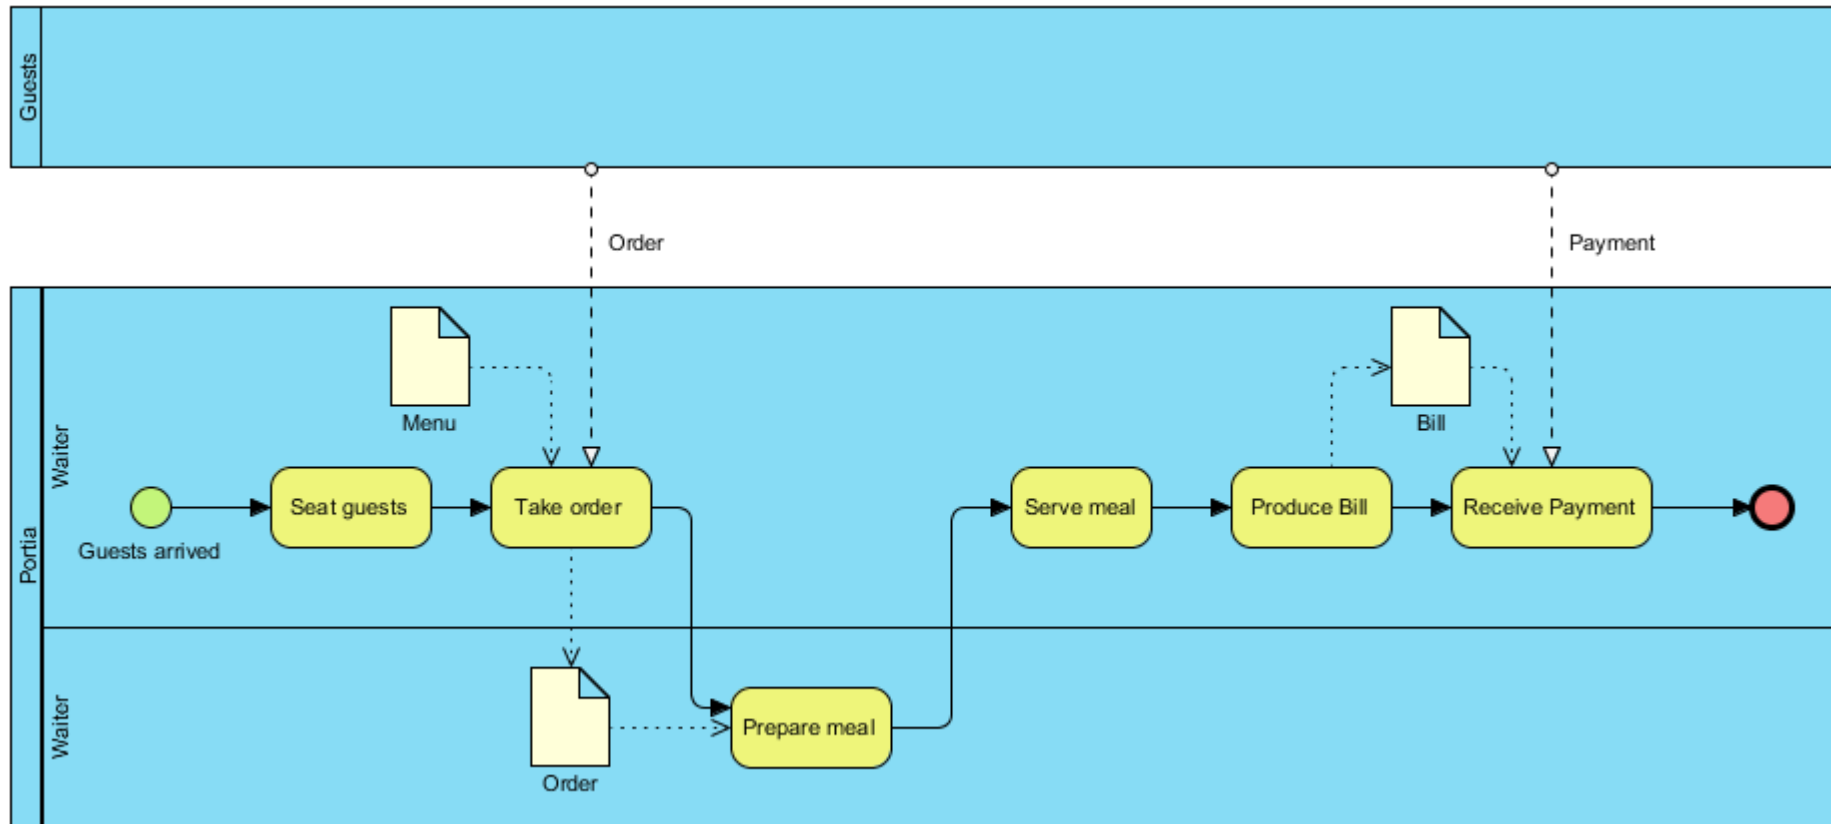 Guests
Order
Payment
Portia
Waiter
Menu
Bill
Guests arrived
Seat guests
Take order
Serve meal
Produce Bill
Receive Payment
Waiter
Order
Prepare meal